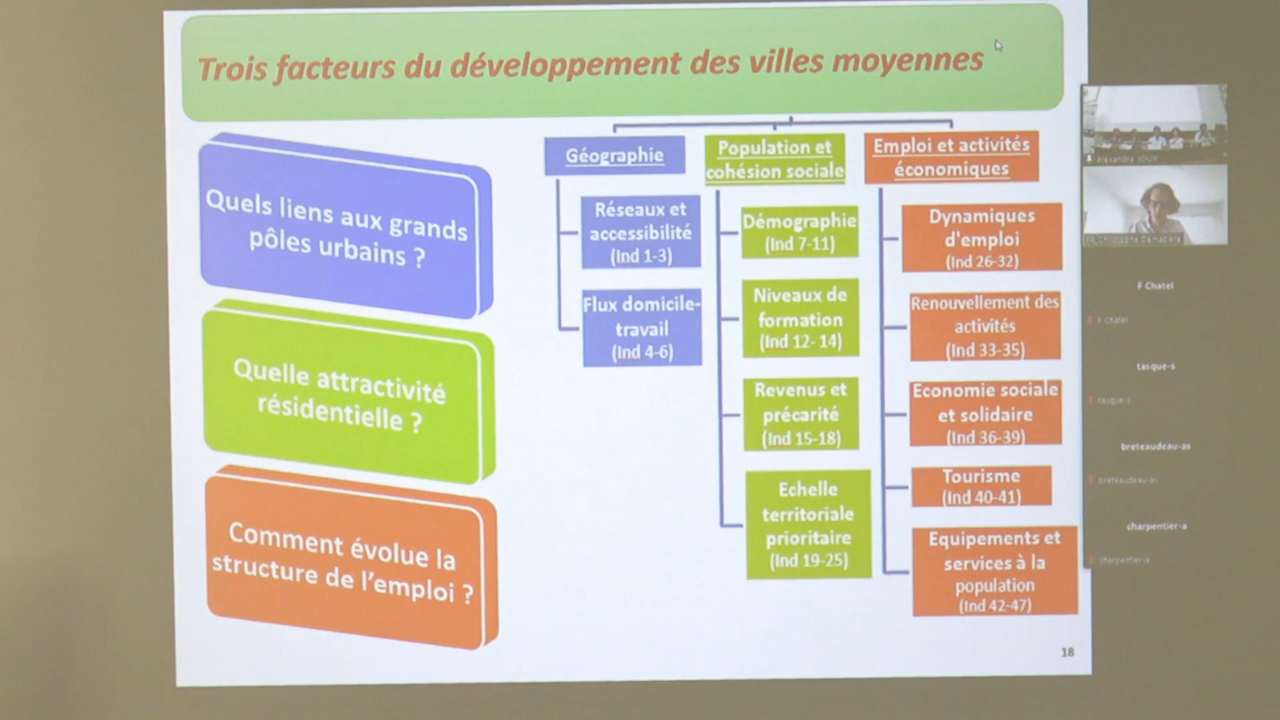 Trois facteurs du développement des villes moyennes
Quels liens aux grands
pôles urbains ?
Quelle attractivité
résidentielle ?
Comment évolue la
structure de l'emploi ?
Géographie
Réseaux et
accessibilité
(Ind 1-3)
Flux domicile-
travail
(Ind 4-6)
Population et
cohésion sociale
Démographie
(Ind 7-11)
Niveaux de
formation
(Ind 12- 14)
Revenus et
précarité
(Ind 15-18)
Echelle
territoriale
prioritaire
(Ind 19-25)
Emploi et activités
économiques
Dynamiques
d'emploi
(Ind 26-32)
Renouvellement des
activités
(Ind 33-35)
Economie sociale
et solidaire
(Ind 36-39)
Tourisme
(Ind 40-41)
Equipements et
services à la
population
(Ind 42-47)
18
F Chatel
F Chatel
tasque-s
tasque-s
breteaudeau-as
breteaudeau-as
charpentier-a
charpentier-a